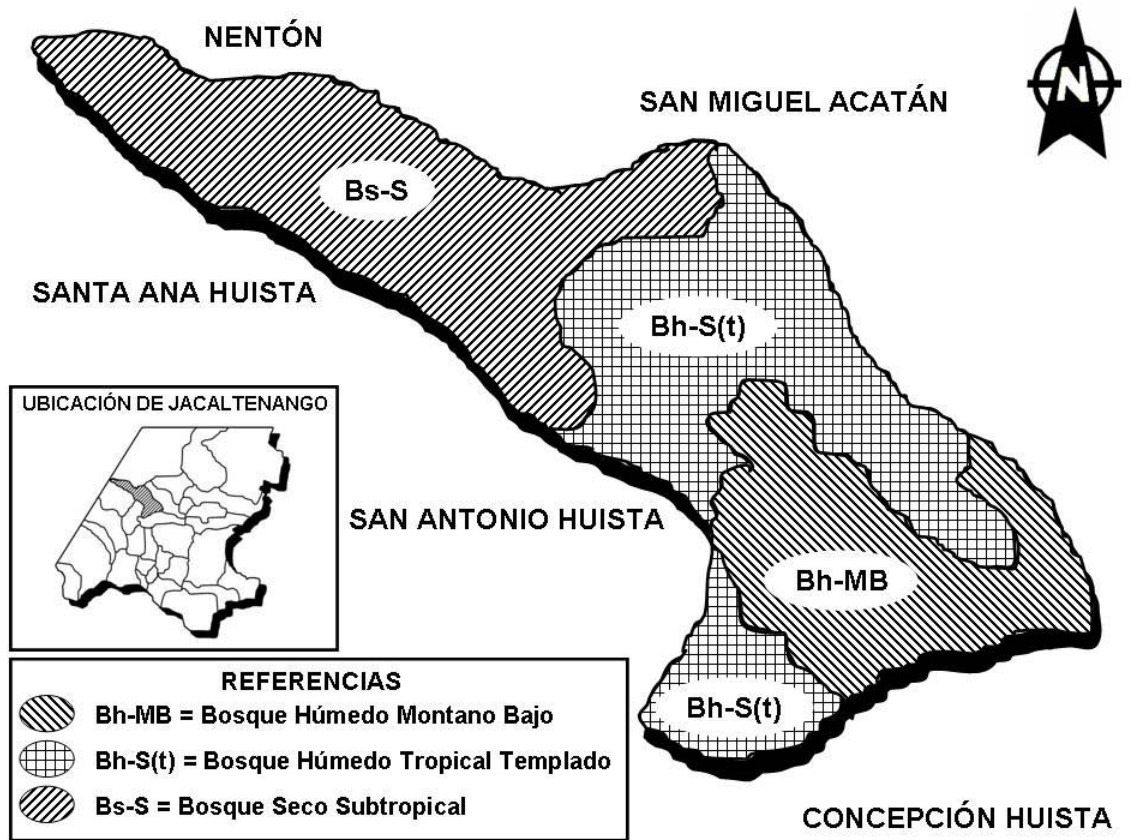 NENTÓN
N
SAN MIGUEL ACATÁN
Bs-S
SANTA ANA HUISTA
Bh-S(t)
UBICACIÓN DE JACALTENANGO
SAN ANTONIO HUISTA
Bh-MB
Bh-S(t)
REFERENCIAS
Bh-MB = Bosque Húmedo Montano Bajo
Bh-S(t) = Bosque Húmedo Tropical Templado
Bs-S = Bosque Seco Subtropical
CONCEPCIÓN HUISTA